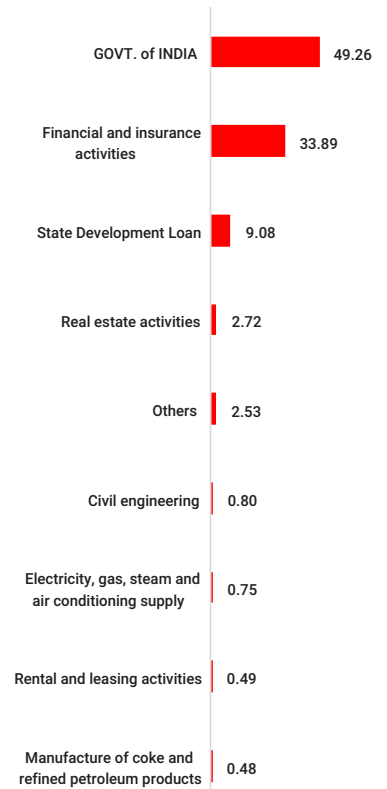 GOVT. of INDIA 49.26
Financial and insurance
activities 33.89
State Development Loan 9.08
Real estate activities 2.72
Others 2.53
Civil engineering 0.80
Electricity, gas, steam and
air conditioning supply 0.75
Rental and leasing activities 0.49
Manufacture of coke and
refined petroleum products 0.48